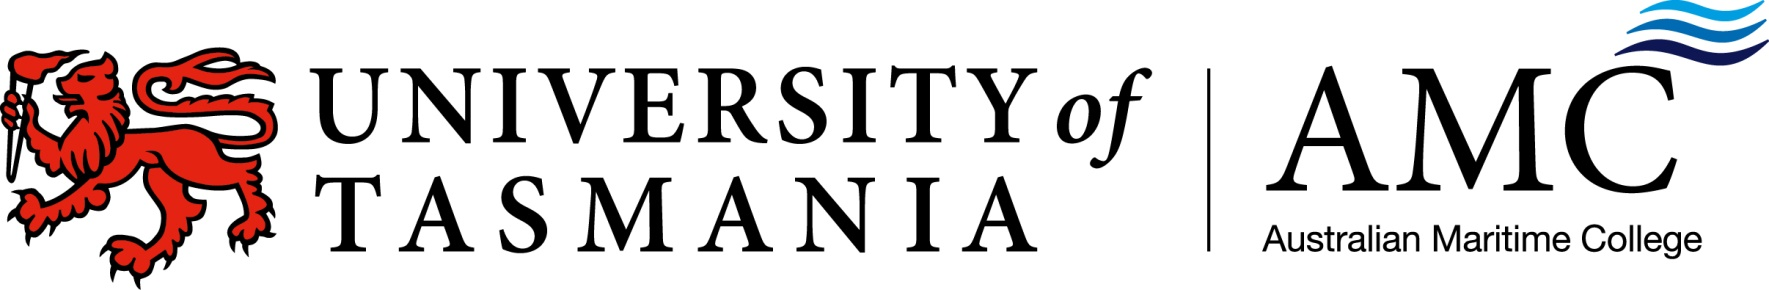 UNIVERSITY of
TASMANIA
AMC
Australian Maritime College